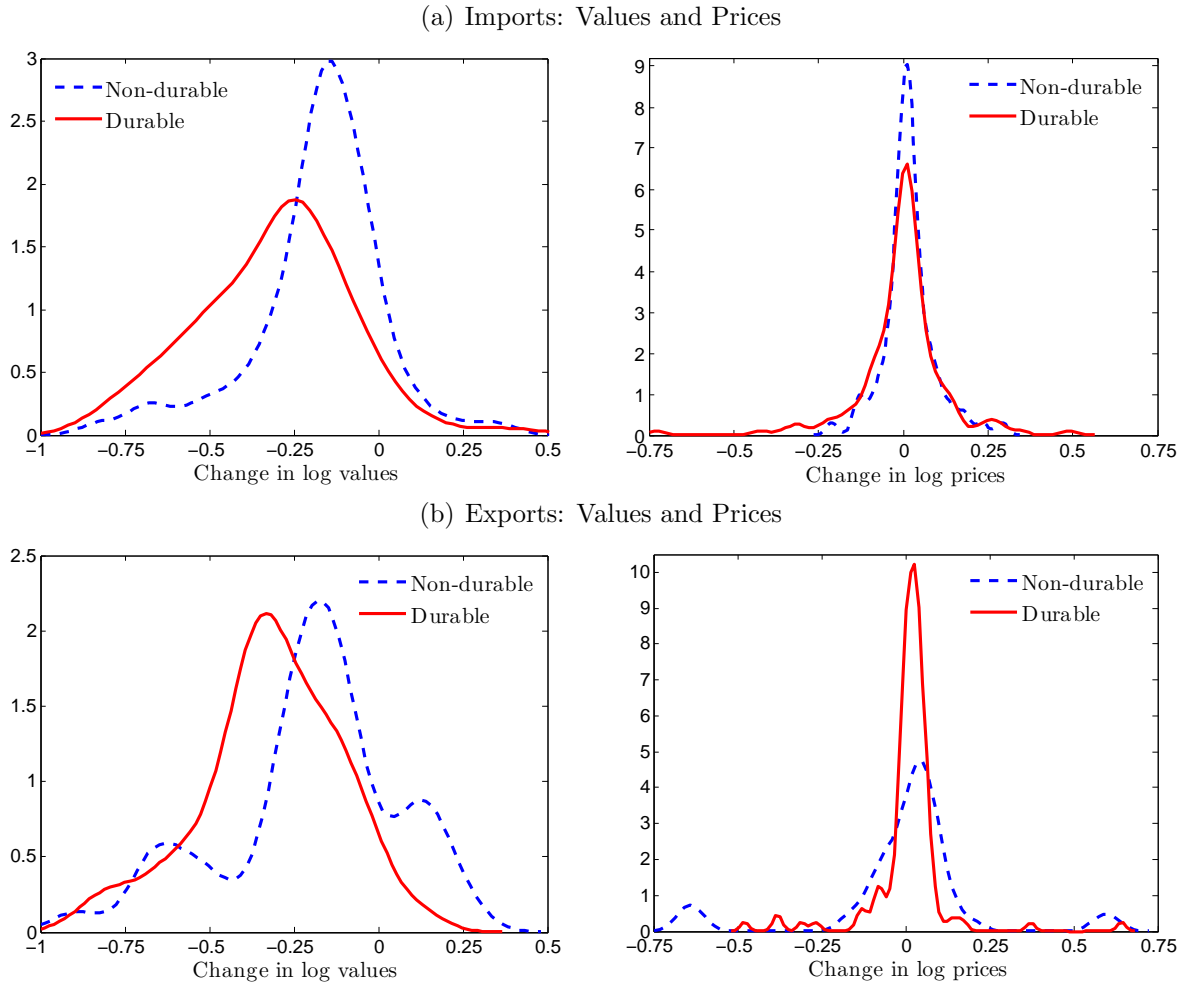 (a) Imports: Values and Prices
3
2.5
2
1.5
1
0.5
0
Non-durable
Durable
−1 −0.75 −0.5 −0.25 0 0.25 0.5
Change in log values
9
8
7
6
5
4
3
2
1
0
Non-durable
Durable
−0.75 −0.5 −0.25 0 0.25 0.5 0.75
Change in log prices
(b) Exports: Values and Prices
2.5
2
1.5
1
0.5
0
Non-durable
Durable
−1 −0.75 −0.5 −0.25 0 0.25 0.5
Change in log values
10
9
8
7
6
5
4
3
2
1
0
Non-durable
Durable
−0.75 −0.5 −0.25 0 0.25 0.5 0.75
Change in log prices